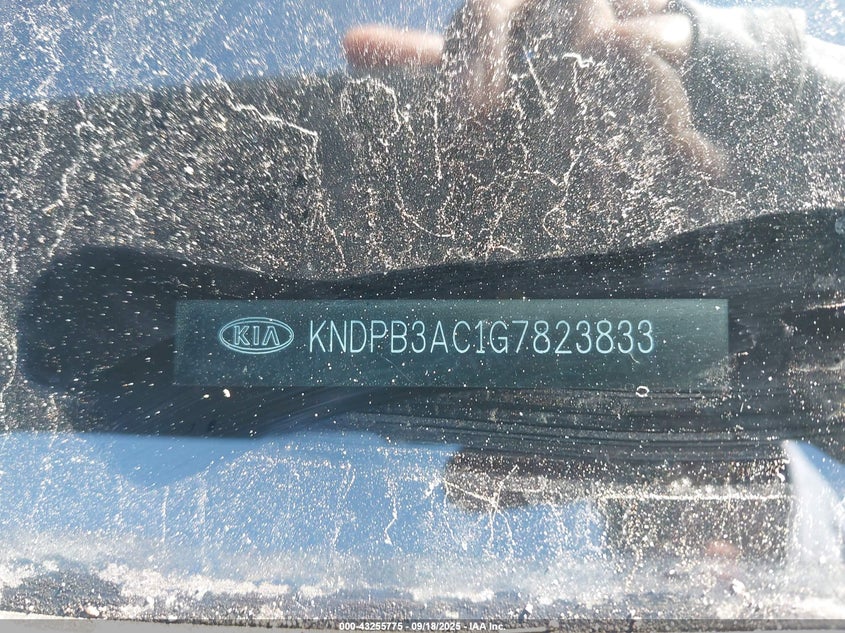 KIA KNDPB3AC1G7823833
000-43255775 - 09/18/2025 - IAA Inc.